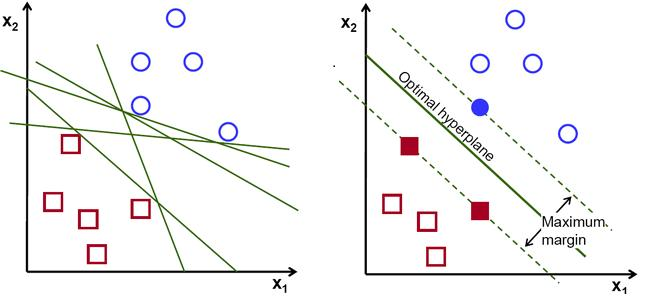 x2
x1
x2
Optimal hyperplane
Maximum
margin
x1